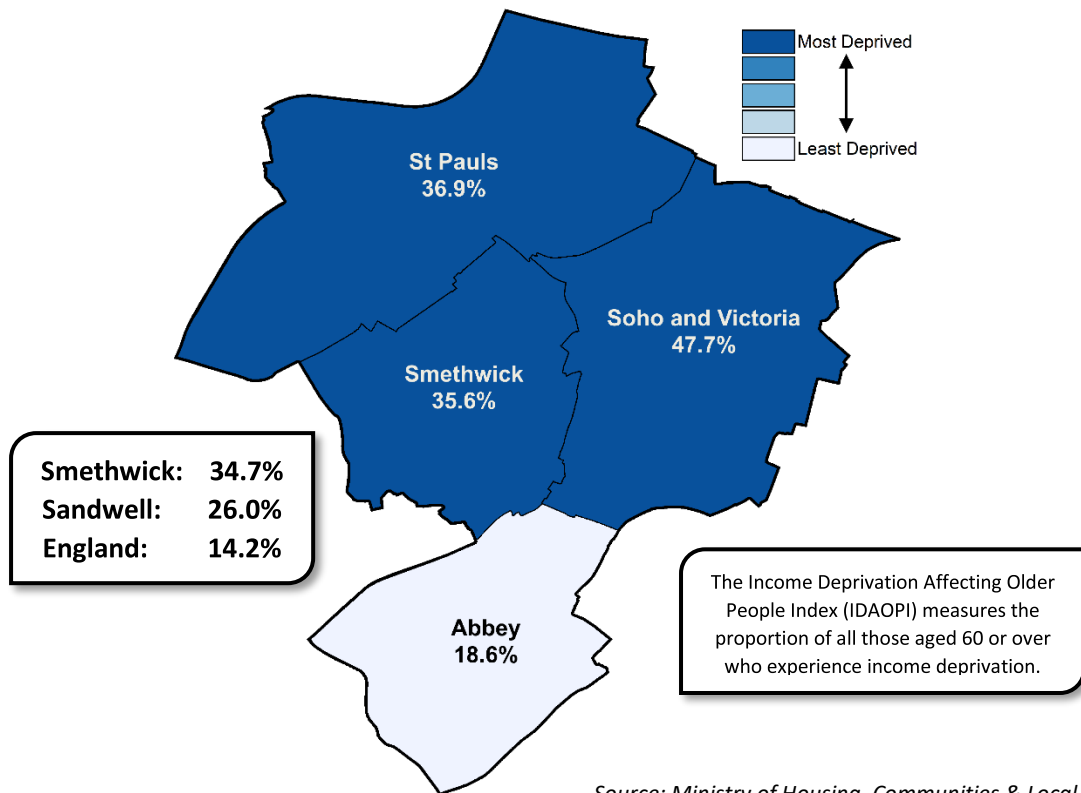 Most Deprived
Least Deprived
St Pauls
36.9%
Soho and Victoria
47.7%
Smethwick
35.6%
Smethwick: 34.7%
Sandwell: 26.0%
England: 14.2%
Abbey
18.6%
The Income Deprivation Affecting Older
People Index (IDAOPI) measures the
proportion of all those aged 60 or over
who experience income deprivation.
Source: Ministry of Housing, Communities & Local